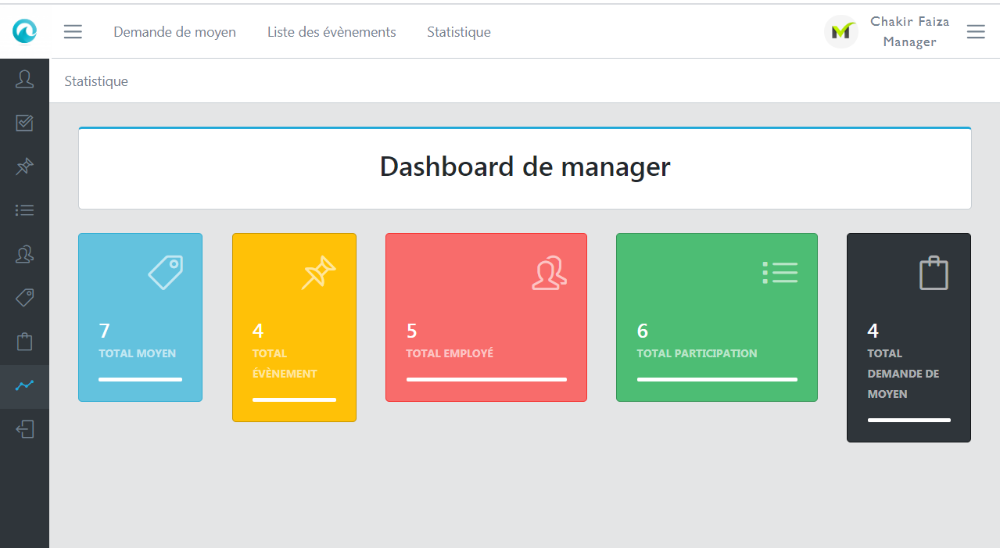 Demande de moyen
Liste des évènements
Statistique
Chakir Faiza
Manager
Statistique
Dashboard de manager
7
TOTAL MOYEN
4
TOTAL
ÉVÈNEMENT
5
TOTAL EMPLOYÉ
6
TOTAL PARTICIPATION
4
TOTAL
DEMANDE DE
MOYEN